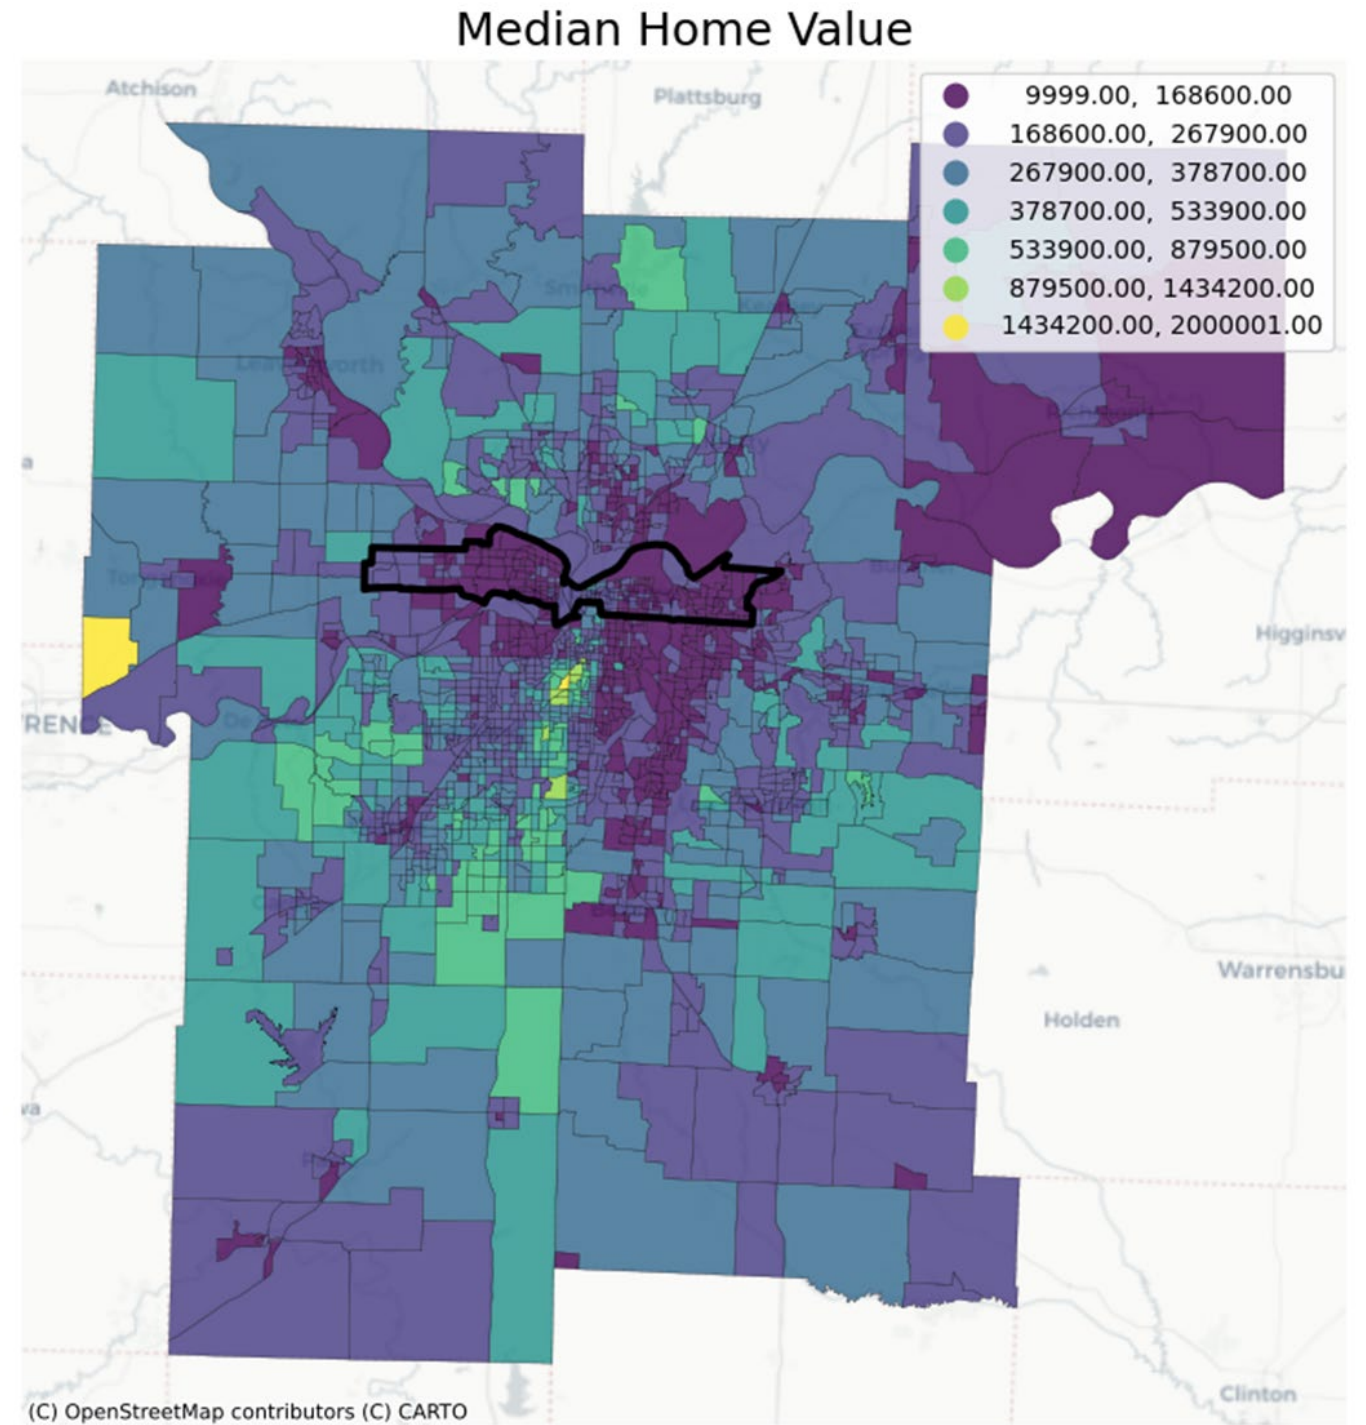 Median Home Value
Atchison
Plattsburg
9999.00, 168600.00
168600.00, 267900.00
267900.00, 378700.00
378700.00, 533900.00
533900.00, 879500.00
879500.00, 1434200.00
1434200.00, 2000001.00
Higginsv
RENCE
Warrensbu
Holden
Clinton
(C) OpenStreetMap contributors (C) CARTO